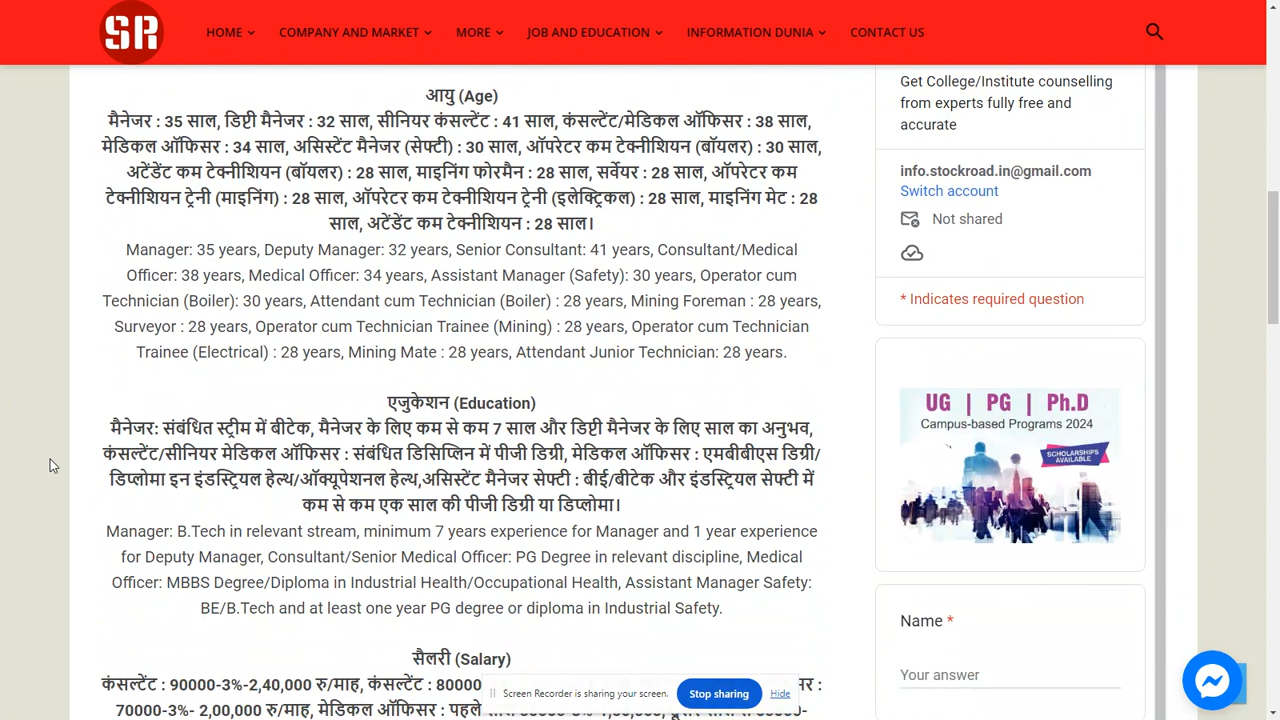 SR
HOME
COMPANY AND MARKET
MORE
JOB AND EDUCATION
INFORMATION DUNIA
CONTACT US
आयु (Age)
मैनेजर : 35 साल, डिप्टी मैनेजर : 32 साल, सीनियर कंसल्टेंट : 41 साल, कंसल्टेंट/मेडिकल ऑफिसर : 38 साल,
मेडिकल ऑफिसर : 34 साल, असिस्टेंट मैनेजर (सेफ्टी) : 30 साल, ऑपरेटर कम टेक्नीशियन (बॉयलर) : 30 साल,
अटेंडेंट कम टेक्नीशियन (बॉयलर) : 28 साल, माइनिंग फोरमैन : 28 साल, सर्वेयर : 28 साल, ऑपरेटर कम
टेक्नीशियन ट्रेनी (माइनिंग) : 28 साल, ऑपरेटर कम टेक्नीशियन ट्रेनी (इलेक्ट्रिकल) : 28 साल, माइनिंग मेट : 28
साल, अटेंडेंट कम टेक्नीशियन : 28 साल।
Manager: 35 years, Deputy Manager: 32 years, Senior Consultant: 41 years, Consultant/Medical
Officer: 38 years, Medical Officer: 34 years, Assistant Manager (Safety): 30 years, Operator cum
Technician (Boiler): 30 years, Attendant cum Technician (Boiler) : 28 years, Mining Foreman : 28 years,
Surveyor : 28 years, Operator cum Technician Trainee (Mining) : 28 years, Operator cum Technician
Trainee (Electrical) : 28 years, Mining Mate : 28 years, Attendant Junior Technician: 28 years.
एजुकेशन (Education)
मैनेजर: संबंधित स्ट्रीम में बीटेक, मैनेजर के लिए कम से कम 7 साल और डिप्टी मैनेजर के लिए साल का अनुभव,
कंसल्टेंट/सीनियर मेडिकल ऑफिसर : संबंधित डिसिप्लिन में पीजी डिग्री, मेडिकल ऑफिसर : एमबीबीएस डिग्री/
डिप्लोमा इन इंडस्ट्रियल हेल्थ/ऑक्यूपेशनल हेल्थ,असिस्टेंट मैनेजर सेफ्टी : बीई/बीटेक और इंडस्ट्रियल सेफ्टी में
कम से कम एक साल की पीजी डिग्री या डिप्लोमा।
Manager: B.Tech in relevant stream, minimum 7 years experience for Manager and 1 year experience
for Deputy Manager, Consultant/Senior Medical Officer: PG Degree in relevant discipline, Medical
Officer: MBBS Degree/Diploma in Industrial Health/Occupational Health, Assistant Manager Safety:
BE/B.Tech and at least one year PG degree or diploma in Industrial Safety.
सैलरी (Salary)
कंसल्टेंट : 90000-3%-2,40,000 रु/माह, कंसल्टेंट : 80000
70000-3%- 2,00,000 रु/माह, मेडिकल ऑफिसर :
Screen Recorder is sharing your screen.
Stop sharing
Hide
Get College/Institute counselling
from experts fully free and
accurate
info.stockroad.in@gmail.com
Switch account
Not shared
* Indicates required question
UG | PG | Ph.D
Campus-based Programs 2024
SCHOLARSHIPS
AVAILABLE
Name *
Your answer